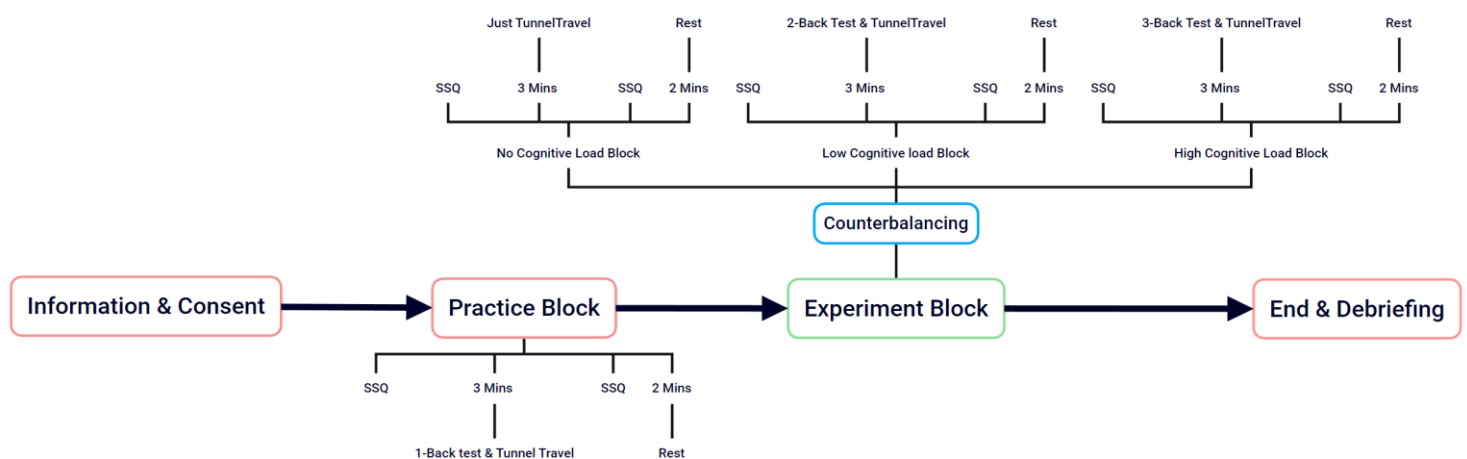 Just TunnelTravel
Rest
2-Back Test & TunnelTravel
Rest
3-Back Test & TunnelTravel
Rest
SSQ
3 Mins
SSQ
2 Mins
SSQ
3 Mins
SSQ
2 Mins
SSQ
3 Mins
SSQ
2 Mins
No Cognitive Load Block
Low Cognitive load Block
High Cognitive Load Block
Counterbalancing
Information & Consent
Practice Block
Experiment Block
End & Debriefing
SSQ
3 Mins
SSQ
2 Mins
1-Back test & Tunnel Travel
Rest